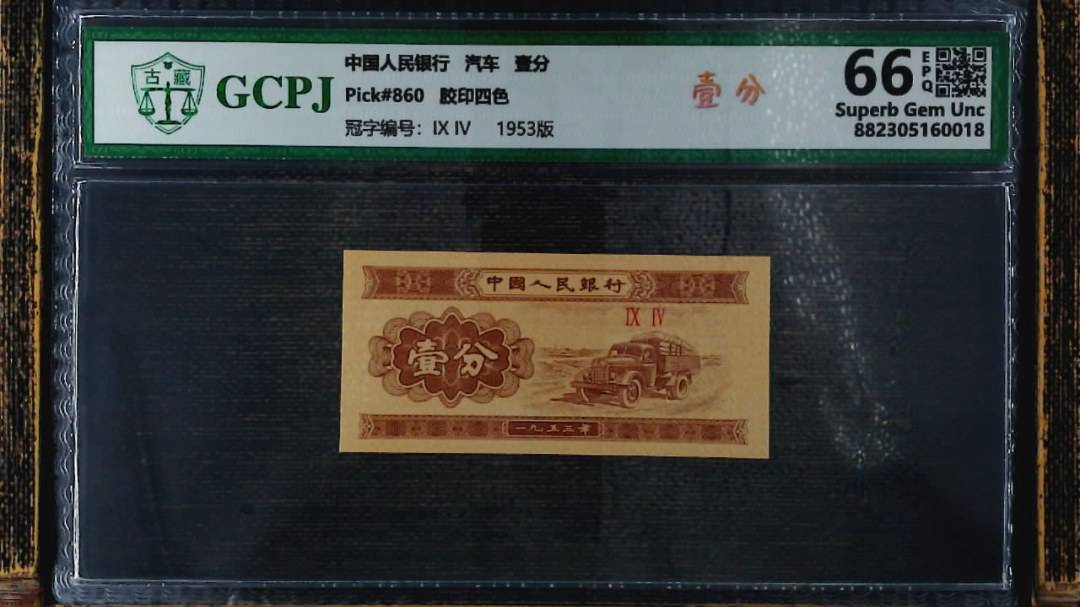 古藏
GCPJ
中国人民银行 汽车 壹分
Pick#860 胶印四色
冠字编号: IX IV 1953版
壹分
66 EPQ
Superb Gem Unc
882305160018
中国人民銀行
IX IV
壹分
一九五三年